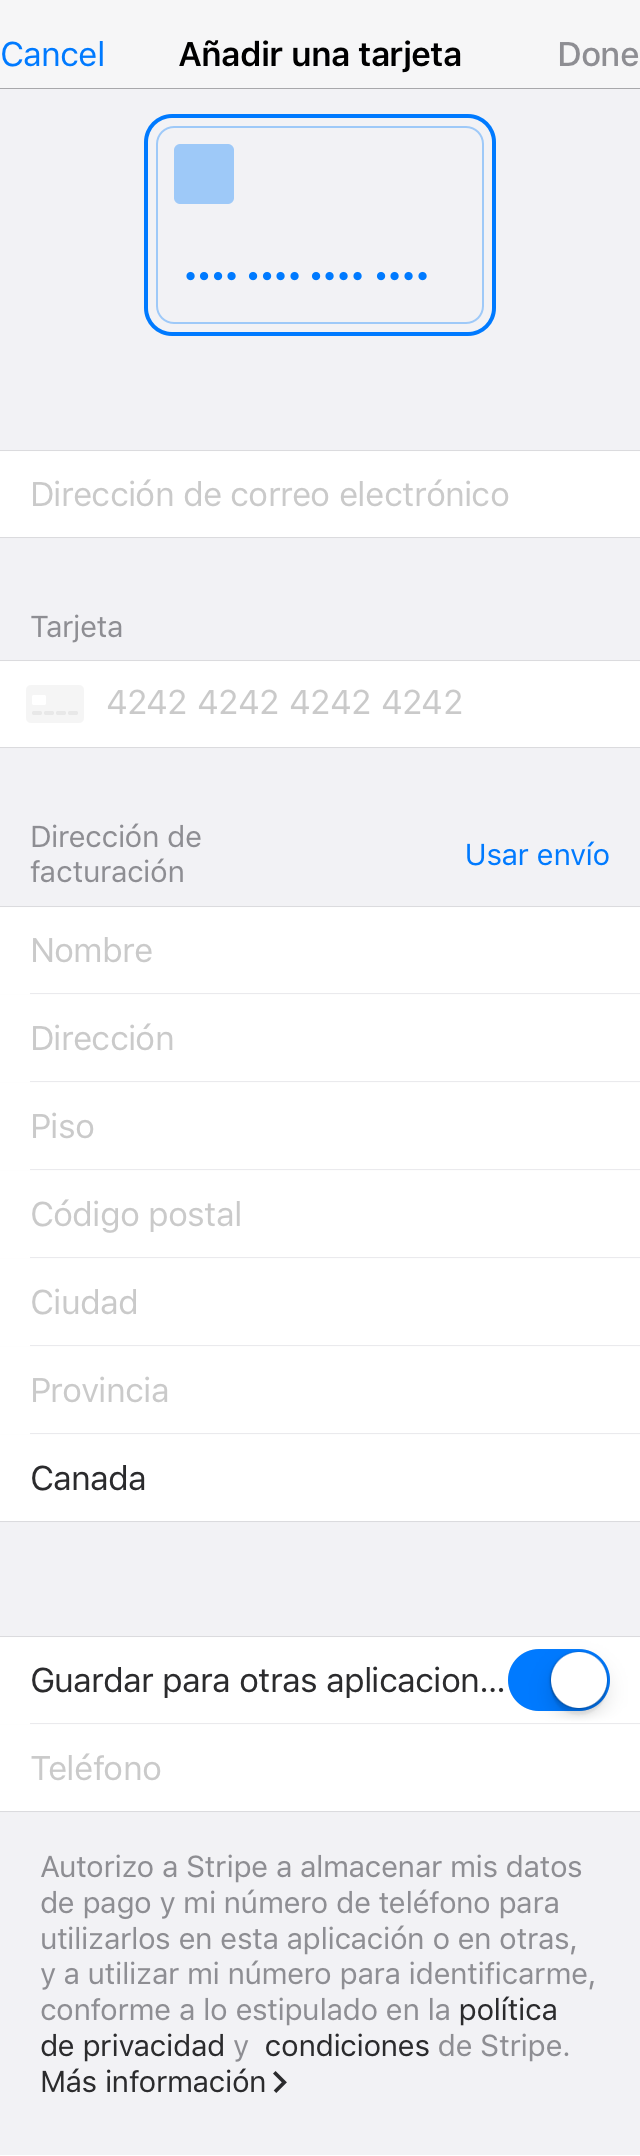 Cancel Añadir una tarjeta Done
•••• •••• •••• ••••
Dirección de correo electrónico
Tarjeta
4242 4242 4242 4242
Dirección de
facturación
Usar envío
Nombre
Dirección
Piso
Código postal
Ciudad
Provincia
Canada
Guardar para otras aplicacion...
Teléfono
Autorizo a Stripe a almacenar mis datos
de pago y mi número de teléfono para
utilizarlos en esta aplicación o en otras,
y a utilizar mi número para identificarme,
conforme a lo estipulado en la política
de privacidad y condiciones de Stripe.
Más información